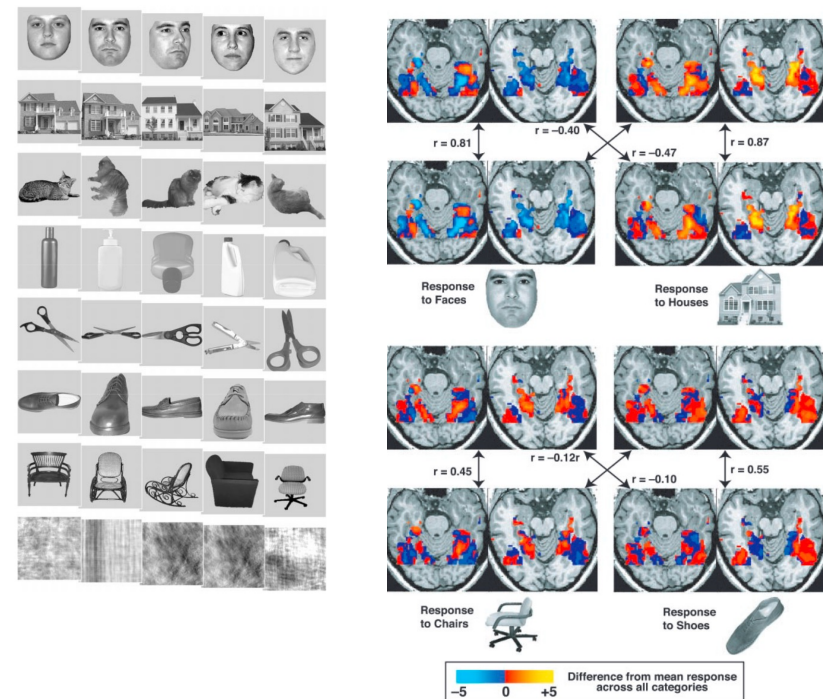 r = 0.81
r = –0.40
r = –0.47
r = 0.87
Response
to Faces
Response
to Houses
r = 0.45
r = –0.12r
r = –0.10
r = 0.55
Response
to Chairs
Response
to Shoes
–5 0 +5
Difference from mean response
across all categories